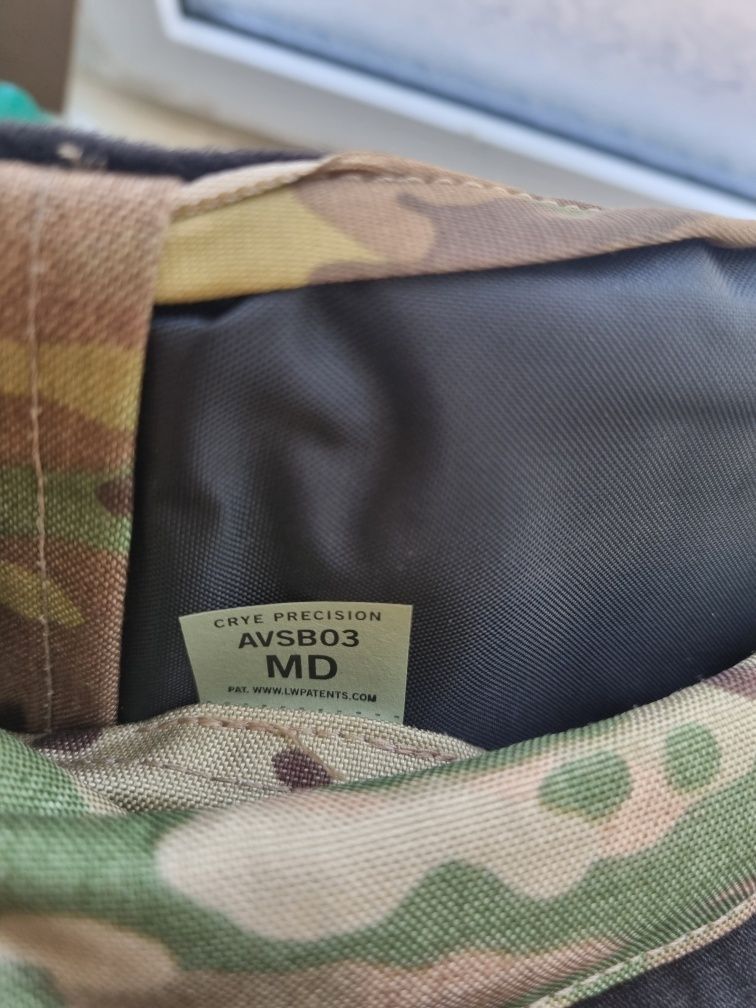 CRYE PRECISION
AVSB03
MD
PAT. WWW.LWPATENTS.COM